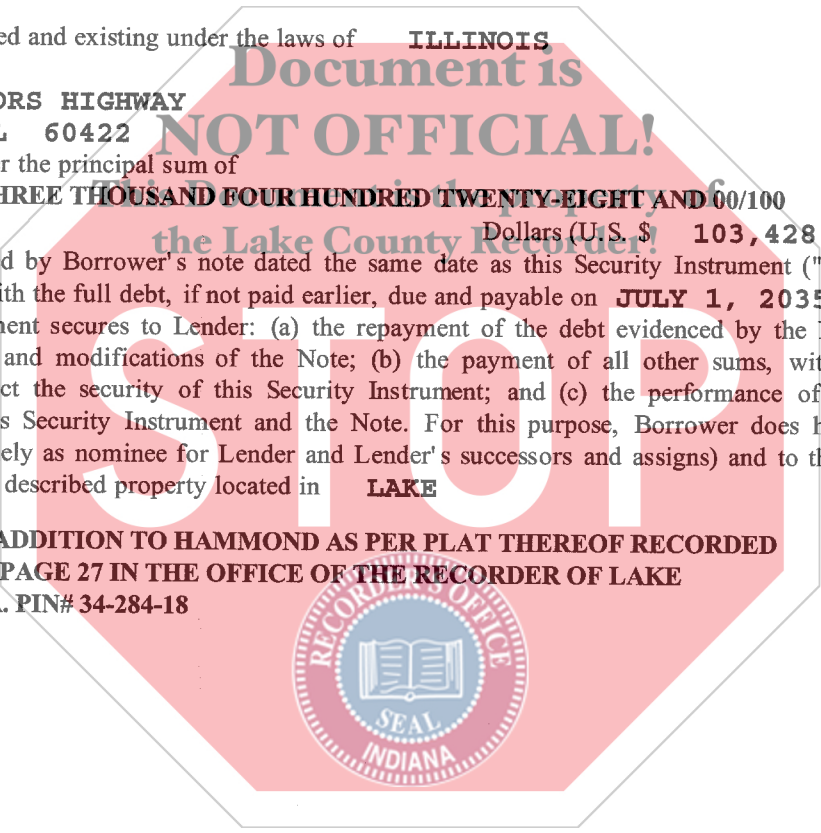 ed and existing under the laws of ILLINOIS
Document is
ORS HIGHWAY
L 60422
NOT OFFICIAL!
r the principal sum of
This Document is the property of
HREE THOUSAND FOUR HUNDRED TWENTY-EIGHT AND 00/100
the Lake County Recorder!
Dollars (U.S. $ 103,428
d by Borrower's note dated the same date as this Security Instrument ("
ith the full debt, if not paid earlier, due and payable on JULY 1, 2035
ment secures to Lender: (a) the repayment of the debt evidenced by the
and modifications of the Note; (b) the payment of all other sums, wit
ct the security of this Security Instrument; and (c) the performance of
s Security Instrument and the Note. For this purpose, Borrower does h
ely as nominee for Lender and Lender's successors and assigns) and to th
described property located in LAKE
STOP
ADDITION TO HAMMOND AS PER PLAT THEREOF RECORDED
PAGE 27 IN THE OFFICE OF THE RECORDER OF LAKE
. PIN# 34-284-18
RECORDER'S OFFICE
SEAL
INDIANA